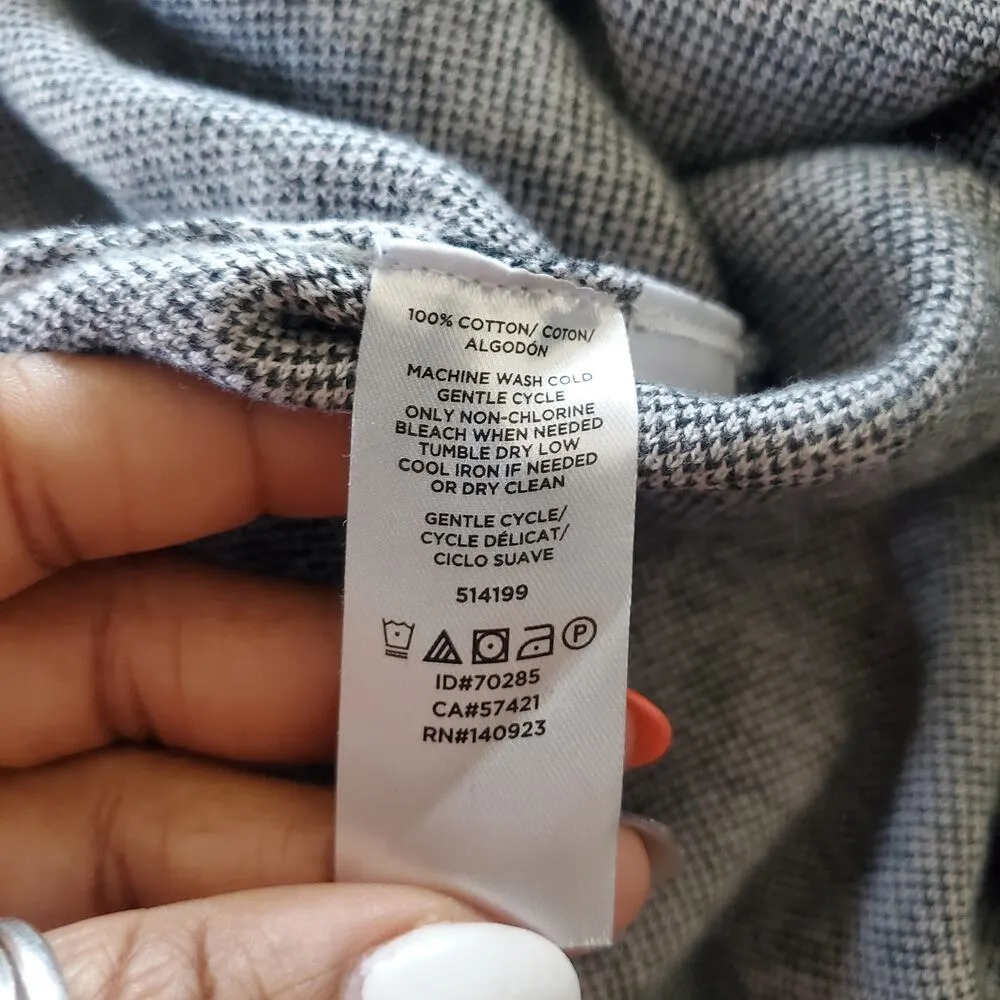 100% COTTON/ COTON/
ALGODÓN
MACHINE WASH COLD
GENTLE CYCLE
ONLY NON-CHLORINE
BLEACH WHEN NEEDED
TUMBLE DRY LOW
COOL IRON IF NEEDED
OR DRY CLEAN
GENTLE CYCLE/
CYCLE DÉLICAT/
CICLO SUAVE
514199
P
ID#70285
CA#57421
RN#140923